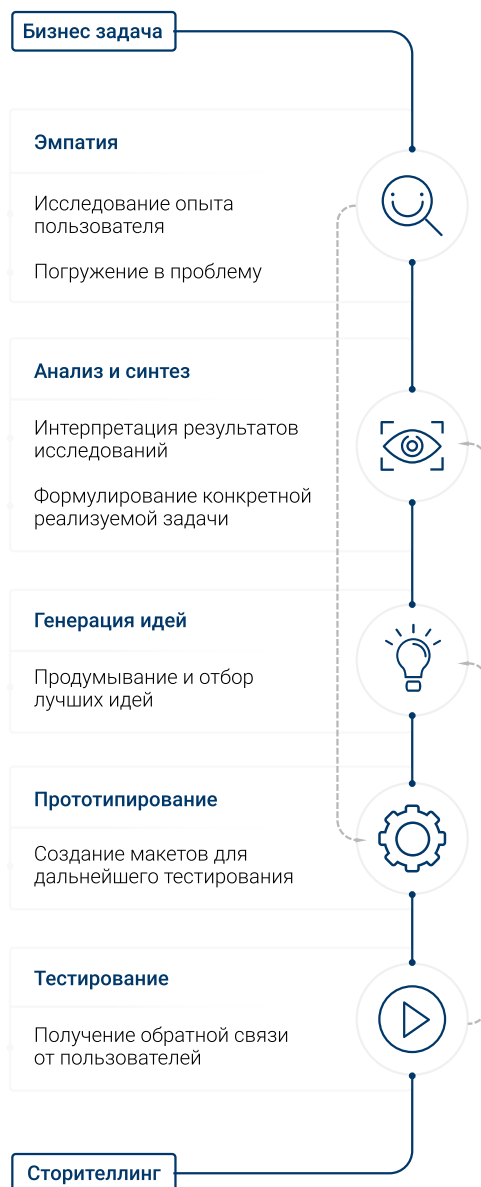 Бизнес задача
Эмпатия
Исследование опыта
пользователя
Погружение в проблему
Анализ и синтез
Интерпретация результатов
исследований
Формулирование конкретной
реализуемой задачи
Генерация идей
Продумывание и отбор
лучших идей
Прототипирование
Создание макетов для
дальнейшего тестирования
Тестирование
Получение обратной связи
от пользователей
Сторителлинг